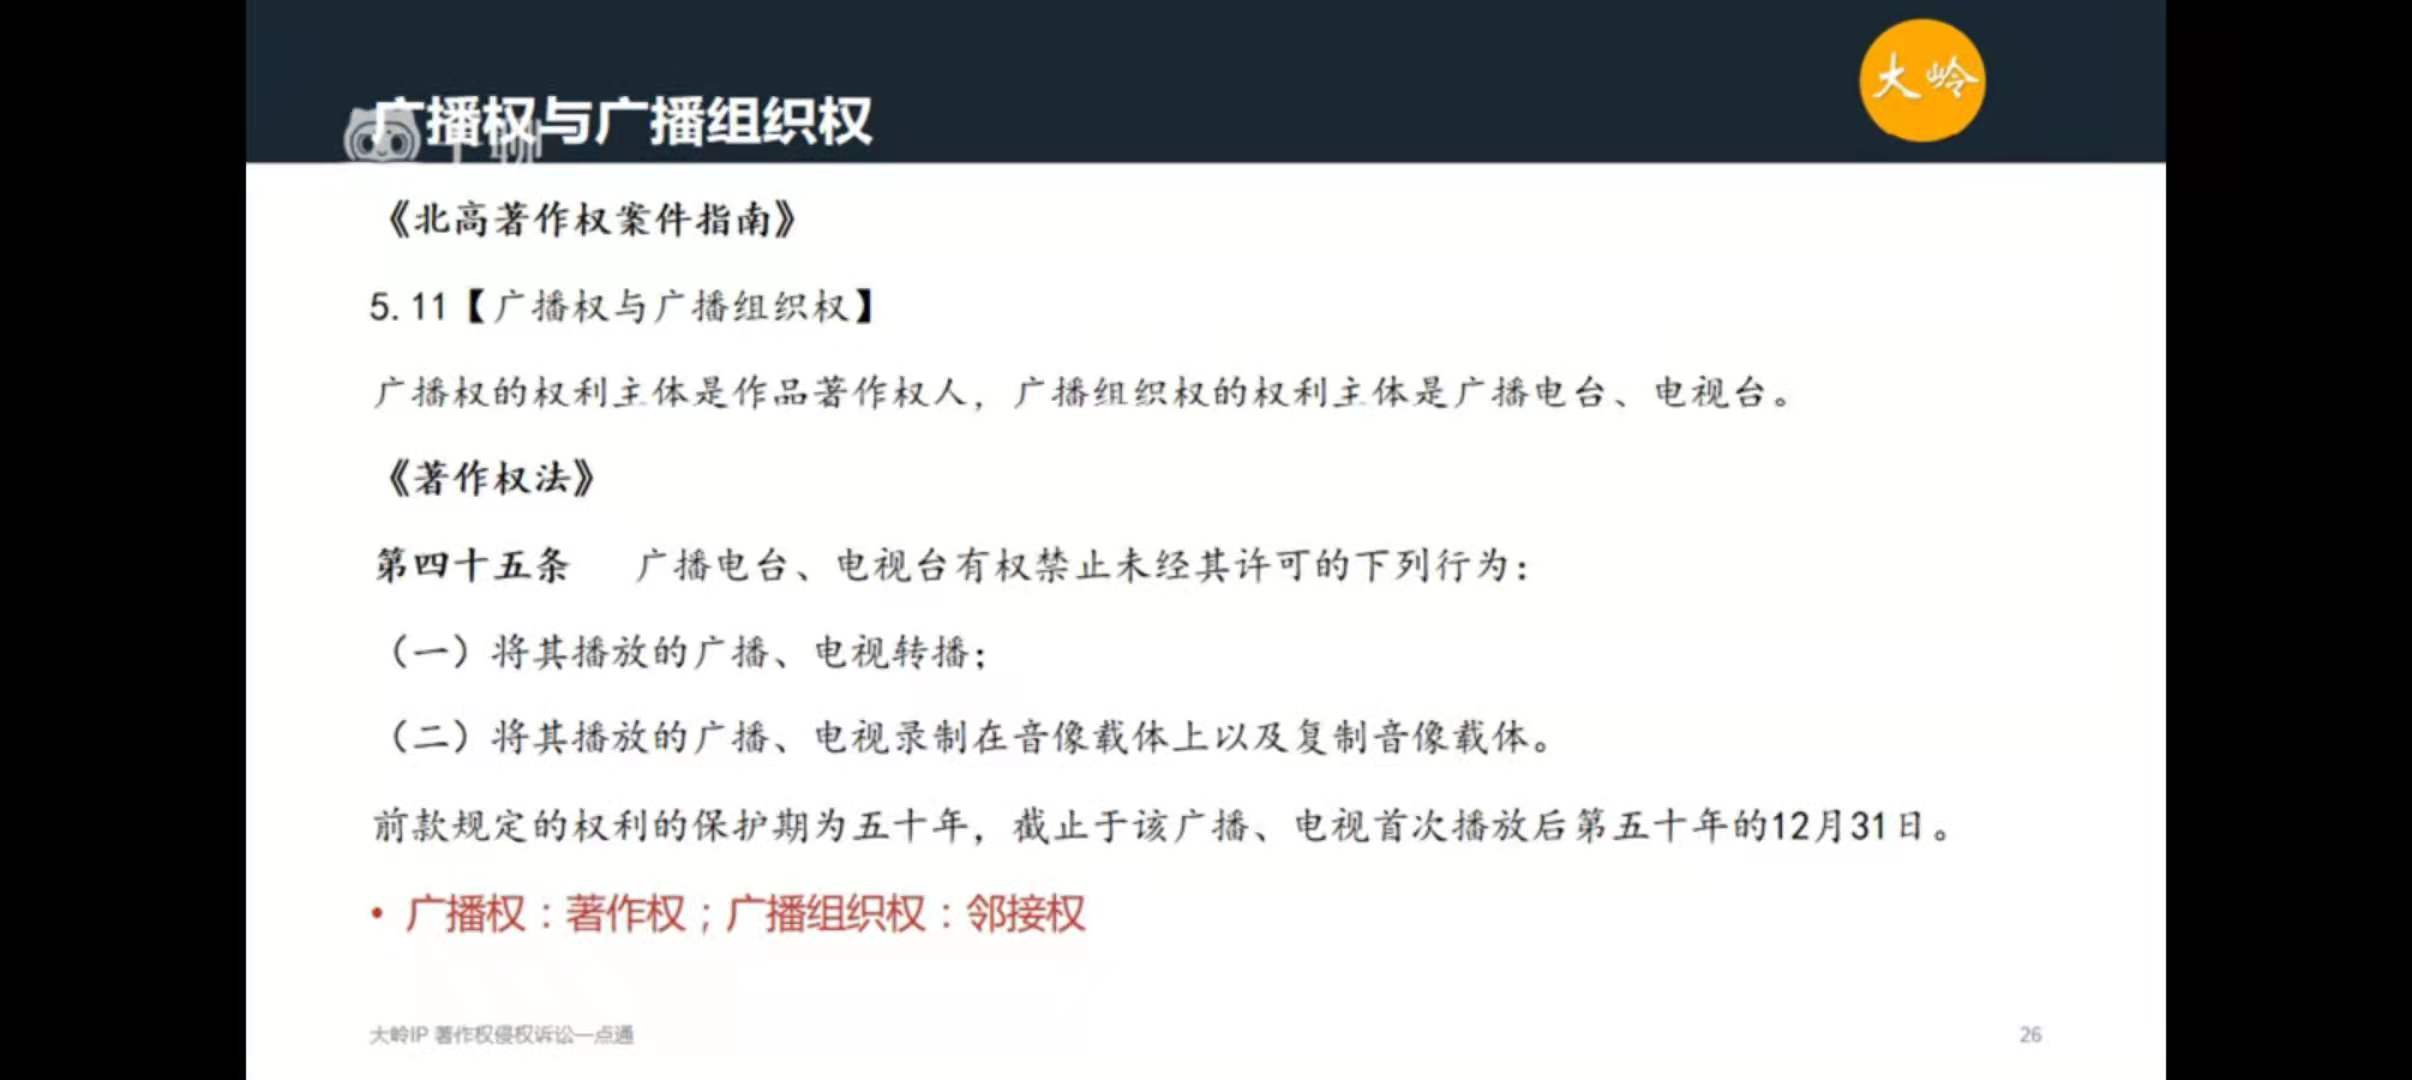 大岭
广播权与广播组织权
《北高著作权案件指南》
5.11【广播权与广播组织权】
广播权的权利主体是作品著作权人，广播组织权的权利主体是广播电台、电视台。
《著作权法》
第四十五条 广播电台、电视台有权禁止未经其许可的下列行为：
（一）将其播放的广播、电视转播；
（二）将其播放的广播、电视录制在音像载体上以及复制音像载体。
前款规定的权利的保护期为五十年，截止于该广播、电视首次播放后第五十年的12月31日。
• 广播权：著作权；广播组织权：邻接权
大岭IP 著作权侵权诉讼一点通
26